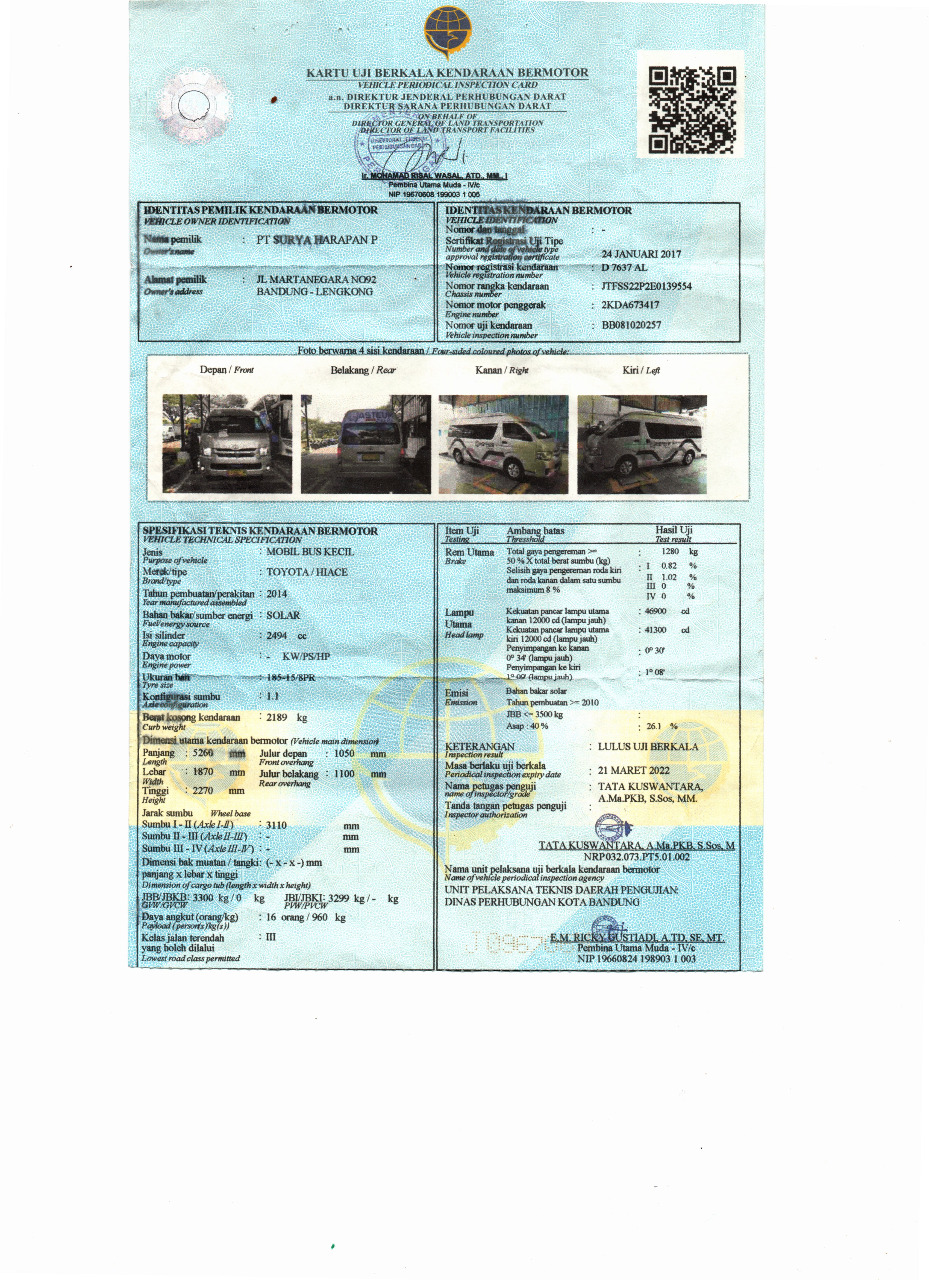 KARTU UJI BERKALA KENDARAAN BERMOTOR
VEHICLE PERIODICAL INSPECTION CARD
a.n. DIREKTUR JENDERAL PERHUBUNGAN DARAT
DIREKTUR SARANA PERHUBUNGAN DARAT
ON BEHALF OF
DIRECTOR GENERAL OF LAND TRANSPORTATION
DIRECTOR OF LAND TRANSPORT FACILITIES
Ir. MOHAMAD RISAL WASAL, ATD., MM.,
Pembina Utama Muda - IV/c
NIP 19670608 199003 1 006
IDENTITAS PEMILIK KENDARAAN BERMOTOR
VEHICLE OWNER IDENTIFICATION
Nama pemilik : PT SURYA HARAPAN P
Owner's name
Alamat pemilik : JL MARTANEGARA NO92
Owner's address BANDUNG - LENGKONG
IDENTITAS KENDARAAN BERMOTOR
VEHICLE IDENTIFICATION
Nomor dan tanggal : -
Sertifikat Registrasi Uji Tipe
Number and date of vehicle type
approval registration certificate 24 JANUARI 2017
Nomor registrasi kendaraan : D 7637 AL
Vehicle registration number
Nomor rangka kendaraan : JTFSS22P2E0139554
Chassis number
Nomor motor penggerak : 2KDA673417
Engine number
Nomor uji kendaraan : BB081020257
Vehicle inspection number
Foto berwarna 4 sisi kendaraan / Four-sided coloured photos of vehicle:
Depan / Front Belakang / Rear Kanan / Right Kiri / Left
SPESIFIKASI TEKNIS KENDARAAN BERMOTOR
VEHICLE TECHNICAL SPECIFICATION
Jenis : MOBIL BUS KECIL
Purpose of vehicle
Merek/tipe : TOYOTA / HIACE
Brand/type
Tahun pembuatan/perakitan : 2014
Year manufactured assembled
Bahan bakar/sumber energi : SOLAR
Fuel/energy source
Isi silinder : 2494 cc
Engine capacity
Daya motor : - KW/PS/HP
Engine power
Ukuran ban : 185-15/8PR
Tyre size
Konfigurasi sumbu : 1.1
Axle configuration
Berat kosong kendaraan : 2189 kg
Curb weight
Dimensi utama kendaraan bermotor (Vehicle main dimension)
Panjang : 5260 mm Julur depan : 1050 mm
Length Front overhang
Lebar : 1870 mm Julur belakang : 1100 mm
Width Rear overhang
Tinggi : 2270 mm
Height
Jarak sumbu Wheel base
Sumbu I - II (Axle I-II) : 3110 mm
Sumbu II - III (Axle II-III) : - mm
Sumbu III - IV (Axle III-IV) : - mm
Dimensi bak muatan / tangki: (- x - x -) mm
panjang x lebar x tinggi
Dimension of cargo tub (length x width x height)
JBB/JBKB: 3300 kg / 0 kg JBI/JBKI: 3299 kg / - kg
GVW/GVCW PVW/PVCW
Daya angkut (orang/kg) : 16 orang / 960 kg
Payload (person(s)/kg(s))
Kelas jalan terendah : III
yang boleh dilalui
Lowest road class permitted
Item Uji Ambang batas Hasil Uji
Testing Threshold Test result
Rem Utama Total gaya pengereman >= : 1280 kg
Brake 50 % X total berat sumbu (kg)
Selisih gaya pengereman roda kiri : I 0.82 %
dan roda kanan dalam satu sumbu II 1.02 %
maksimum 8 % III 0 %
IV 0 %
Lampu Kekuatan pancar lampu utama : 46900 cd
Utama kanan 12000 cd (lampu jauh)
Head lamp Kekuatan pancar lampu utama : 41300 cd
kiri 12000 cd (lampu jauh)
Penyimpangan ke kanan : 0° 30'
0° 34' (lampu jauh)
Penyimpangan ke kiri : 1° 08'
1° 09' (lampu jauh)
Emisi Bahan bakar solar
Emission Tahun pembuatan >= 2010
JBB <= 3500 kg :
Asap : 40 % : 26.1 %
KETERANGAN : LULUS UJI BERKALA
Inspection result
Masa berlaku uji berkala : 21 MARET 2022
Periodical inspection expiry date
Nama petugas penguji : TATA KUSWANTARA,
name of inspector/grade A.Ma.PKB, S.Sos, MM.
Tanda tangan petugas penguji :
Inspector authorization
TATA KUSWANTARA, A.Ma.PKB, S.Sos, M
NRP032.073.PT5.01.002
Nama unit pelaksana uji berkala kendaraan bermotor
Name of vehicle periodical inspection agency
UNIT PELAKSANA TEKNIS DAERAH PENGUJIAN:
DINAS PERHUBUNGAN KOTA BANDUNG
E.M. RICKY GUSTIADI, A.TD, SE, MT.
Pembina Utama Muda - IV/c
NIP 19660824 198903 1 003